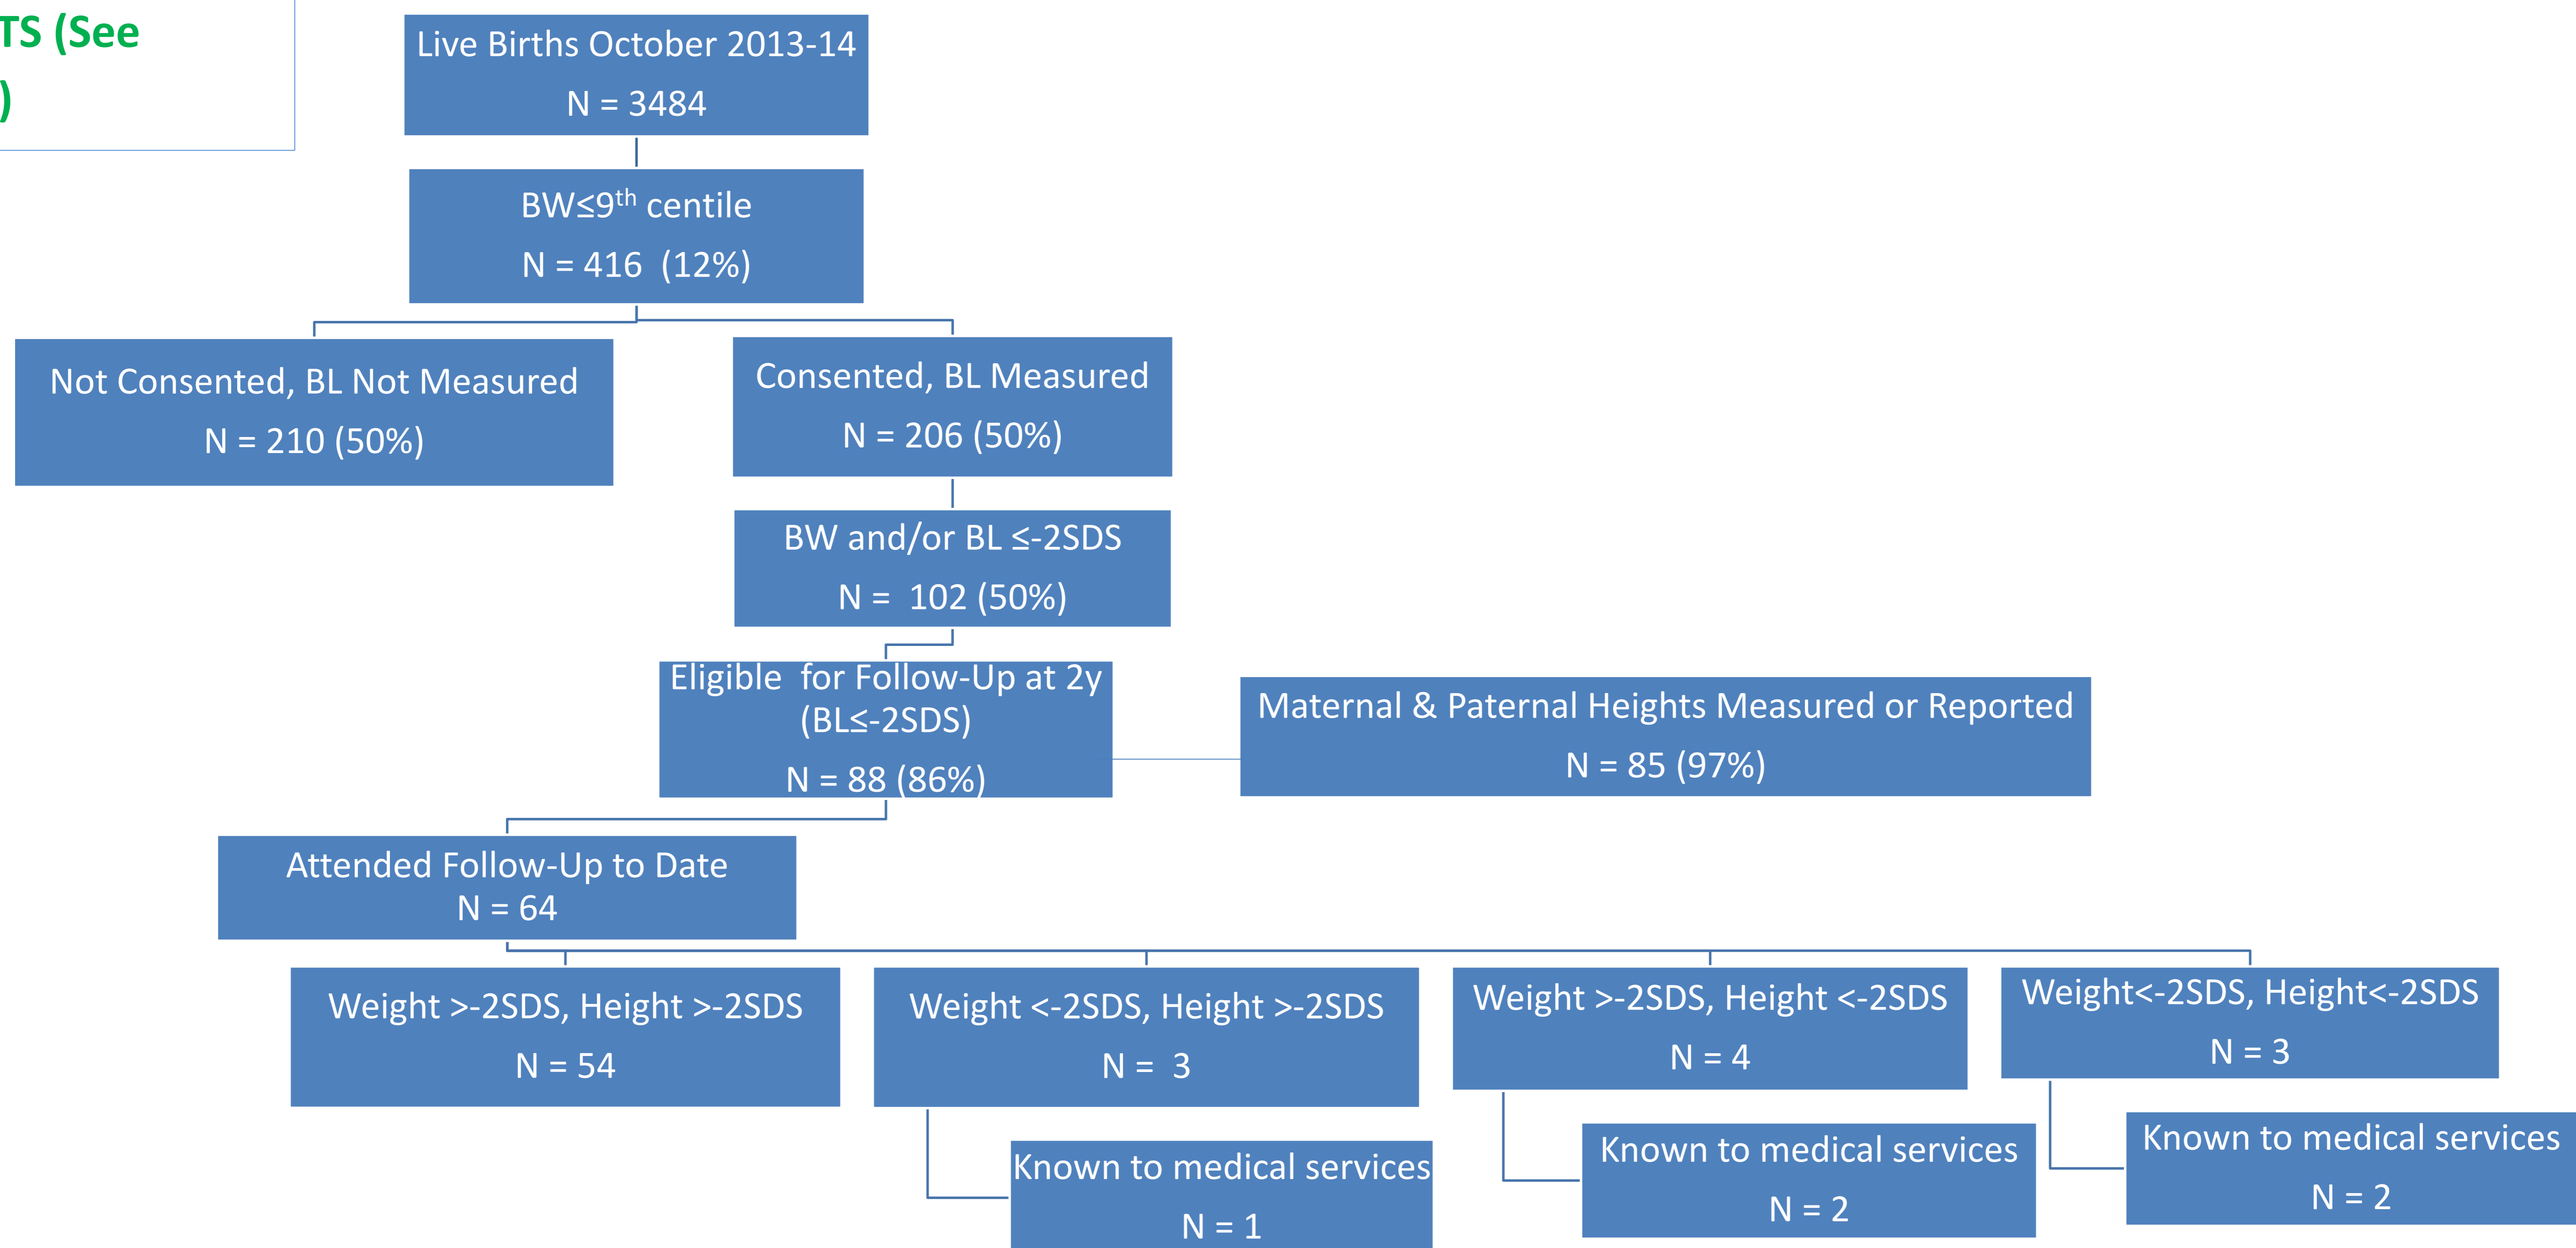 TS (See
)
Live Births October 2013-14
N = 3484
BW≤9th centile
N = 416 (12%)
Not Consented, BL Not Measured
N = 210 (50%)
Consented, BL Measured
N = 206 (50%)
BW and/or BL ≤-2SDS
N = 102 (50%)
Eligible for Follow-Up at 2y
(BL≤-2SDS)
N = 88 (86%)
Maternal & Paternal Heights Measured or Reported
N = 85 (97%)
Attended Follow-Up to Date
N = 64
Weight >-2SDS, Height >-2SDS
N = 54
Weight <-2SDS, Height >-2SDS
N = 3
Weight >-2SDS, Height <-2SDS
N = 4
Weight<-2SDS, Height<-2SDS
N = 3
Known to medical services
N = 1
Known to medical services
N = 2
Known to medical services
N = 2